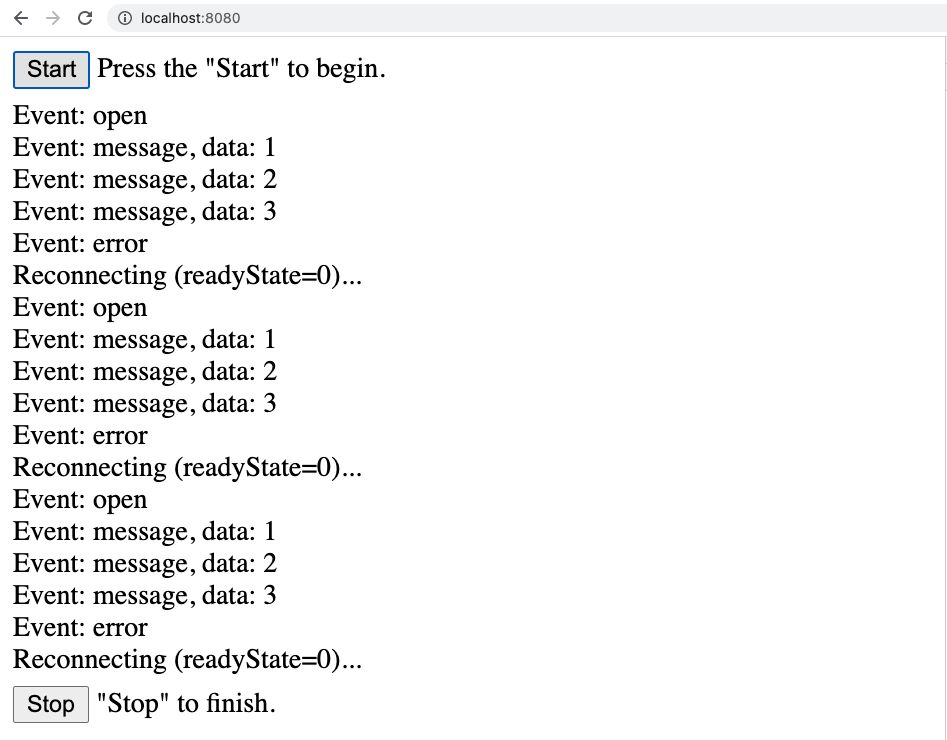 localhost:8080
Start Press the "Start" to begin.
Event: open
Event: message, data: 1
Event: message, data: 2
Event: message, data: 3
Event: error
Reconnecting (readyState=0)...
Event: open
Event: message, data: 1
Event: message, data: 2
Event: message, data: 3
Event: error
Reconnecting (readyState=0)...
Event: open
Event: message, data: 1
Event: message, data: 2
Event: message, data: 3
Event: error
Reconnecting (readyState=0)...
Stop "Stop" to finish.